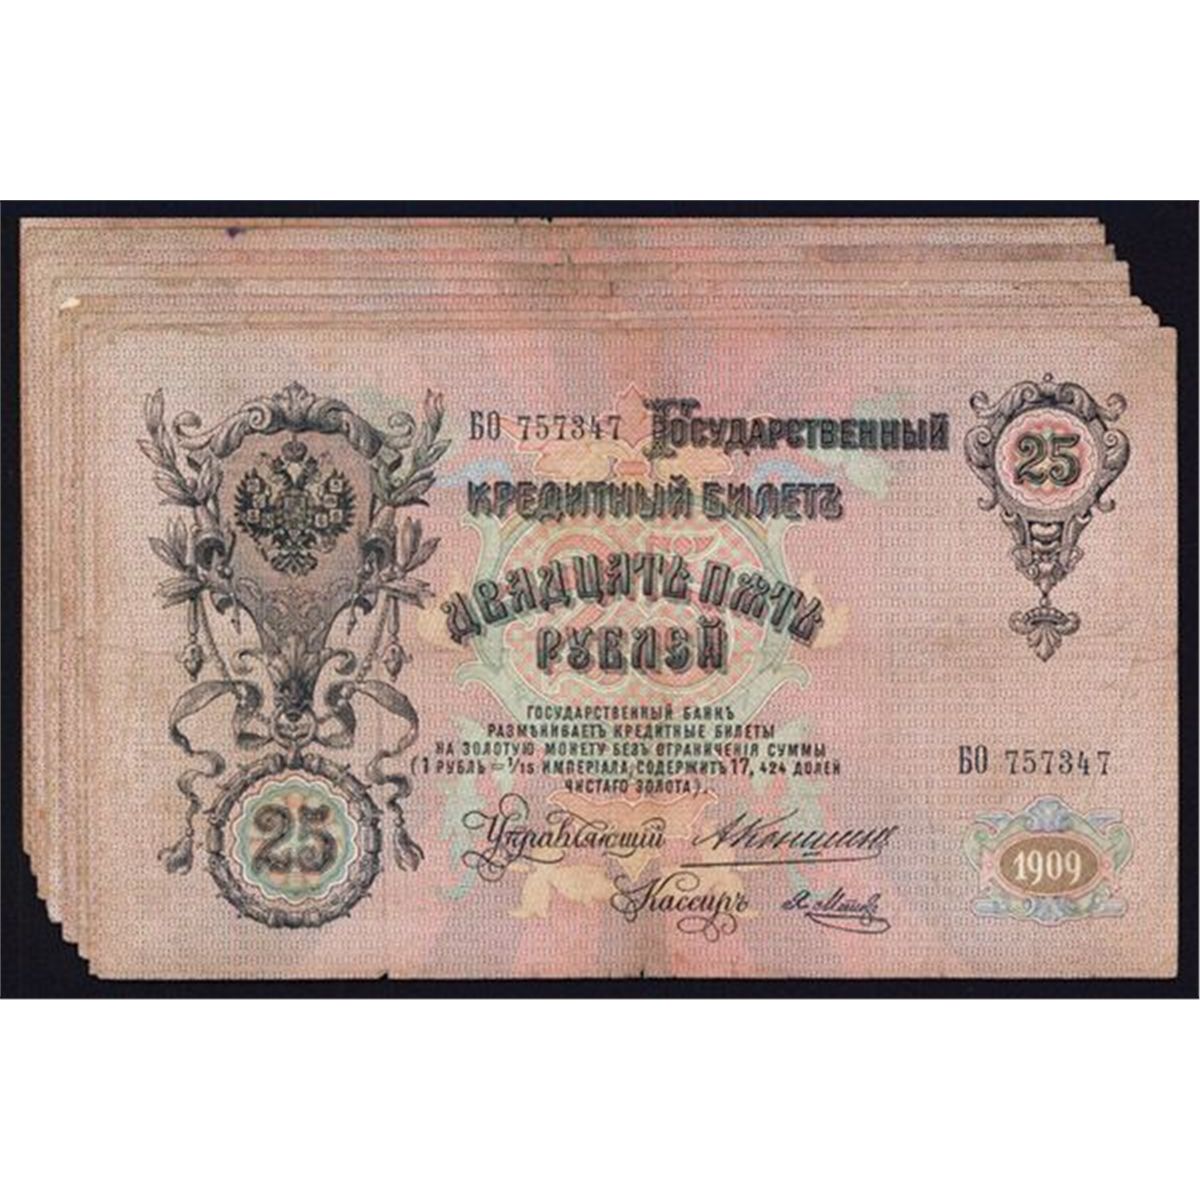 БО 757347 Государственный 25
кредитный билетъ
двадцать пять
рублей
ГОСУДАРСТВЕННЫЙ БАНКЪ
РАЗМѢНИВАЕТЪ КРЕДИТНЫЕ БИЛЕТЫ
НА ЗОЛОТУЮ МОНЕТУ БЕЗЪ ОГРАНИЧЕНІЯ СУММЫ
(1 РУБЛЬ = 1/15 ИМПЕРІАЛА, СОДЕРЖИТЪ 17,424 ДОЛЕЙ
ЧИСТАГО ЗОЛОТА).
БО 757347
25
Управляющий
1909
Кассиръ